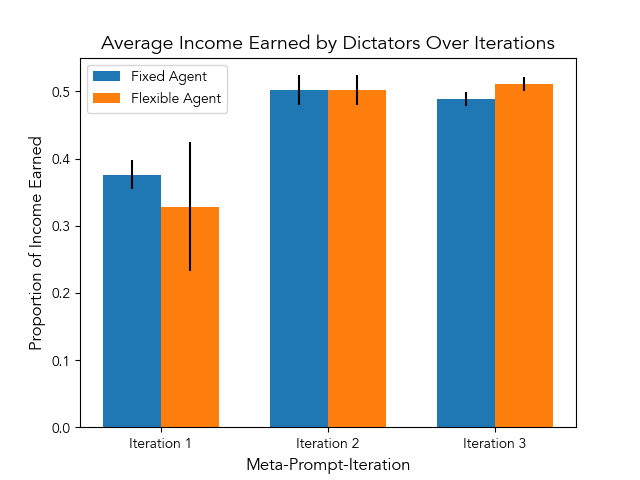 Average Income Earned by Dictators Over Iterations
Fixed Agent
Flexible Agent
Proportion of Income Earned
0.5
0.4
0.3
0.2
0.1
0.0
Iteration 1
Iteration 2
Iteration 3
Meta-Prompt-Iteration